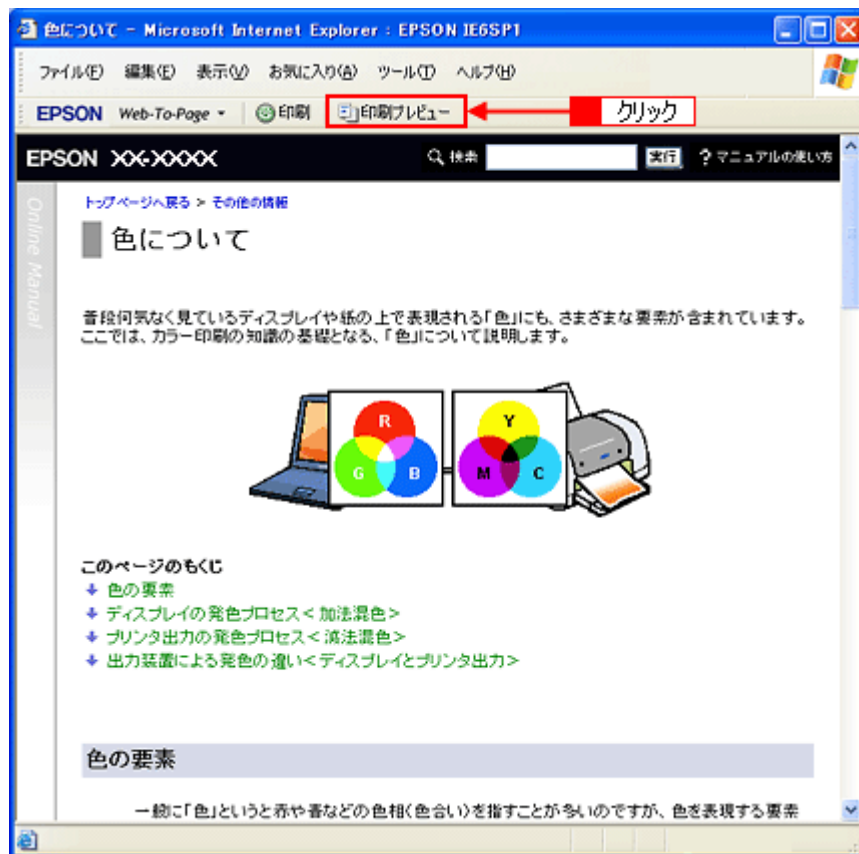 色について - Microsoft Internet Explorer : EPSON IE6SP1
ファイル(F) 編集(E) 表示(V) お気に入り(A) ツール(T) ヘルプ(H)
EPSON Web-To-Page 印刷 印刷プレビュー クリック
EPSON XX-XXXX 検索 実行 ? マニュアルの使い方
Online Manual
トップページへ戻る > その他の情報
色について
普段何気なく見ているディスプレイや紙の上で表現される「色」にも、さまざまな要素が含まれています。
ここでは、カラー印刷の知識の基礎となる、「色」について説明します。
R Y
G B M C
このページのもくじ
色の要素
ディスプレイの発色プロセス<加法混色>
プリンタ出力の発色プロセス<減法混色>
出力装置による発色の違い<ディスプレイとプリンタ出力>
色の要素
一般に「色」というと赤や青などの色相(色合い)を指すことが多いのですが、色を表現する要素